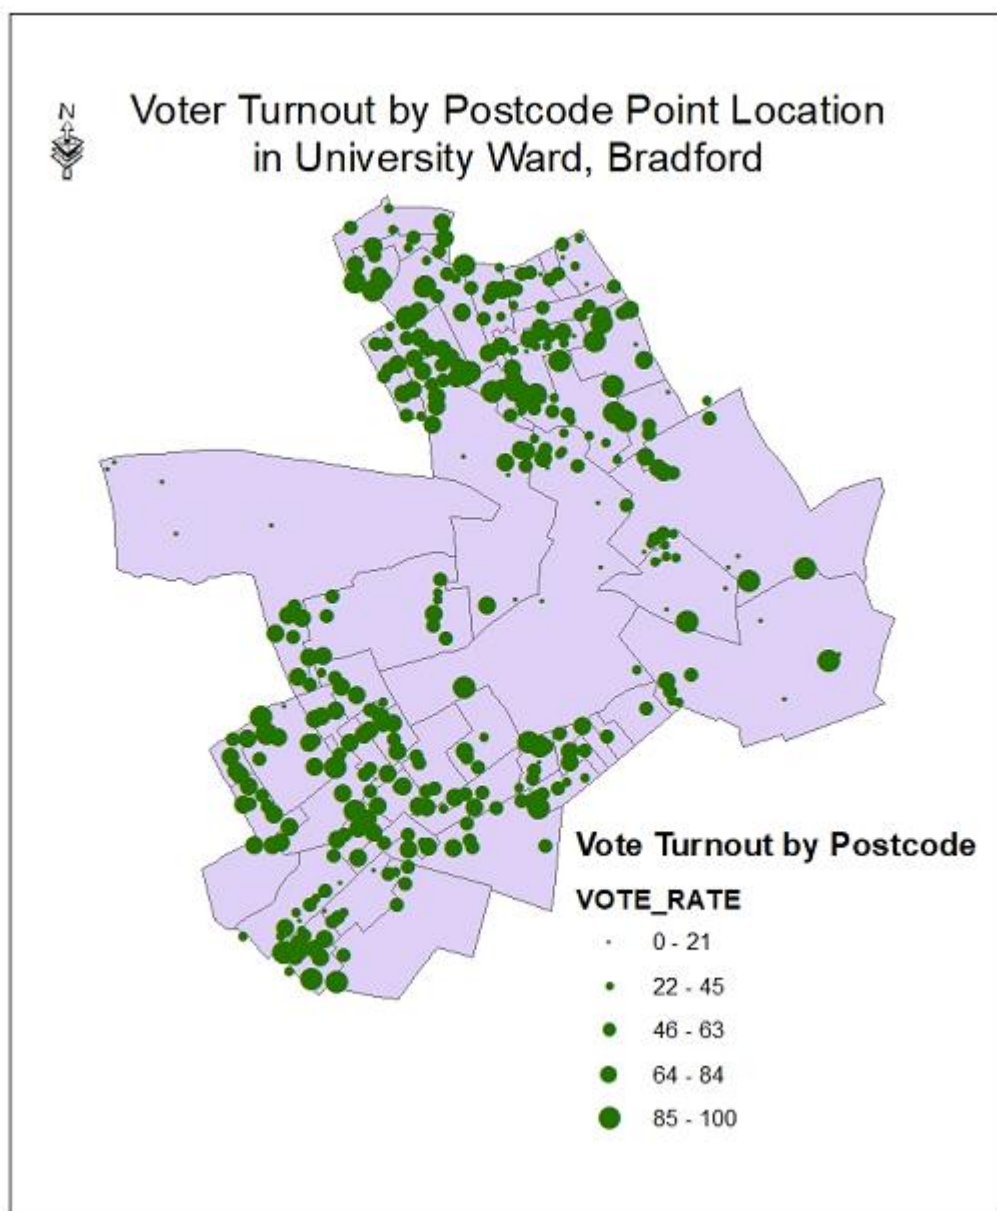 N
Voter Turnout by Postcode Point Location
in University Ward, Bradford
Vote Turnout by Postcode
VOTE_RATE
0 - 21
22 - 45
46 - 63
64 - 84
85 - 100